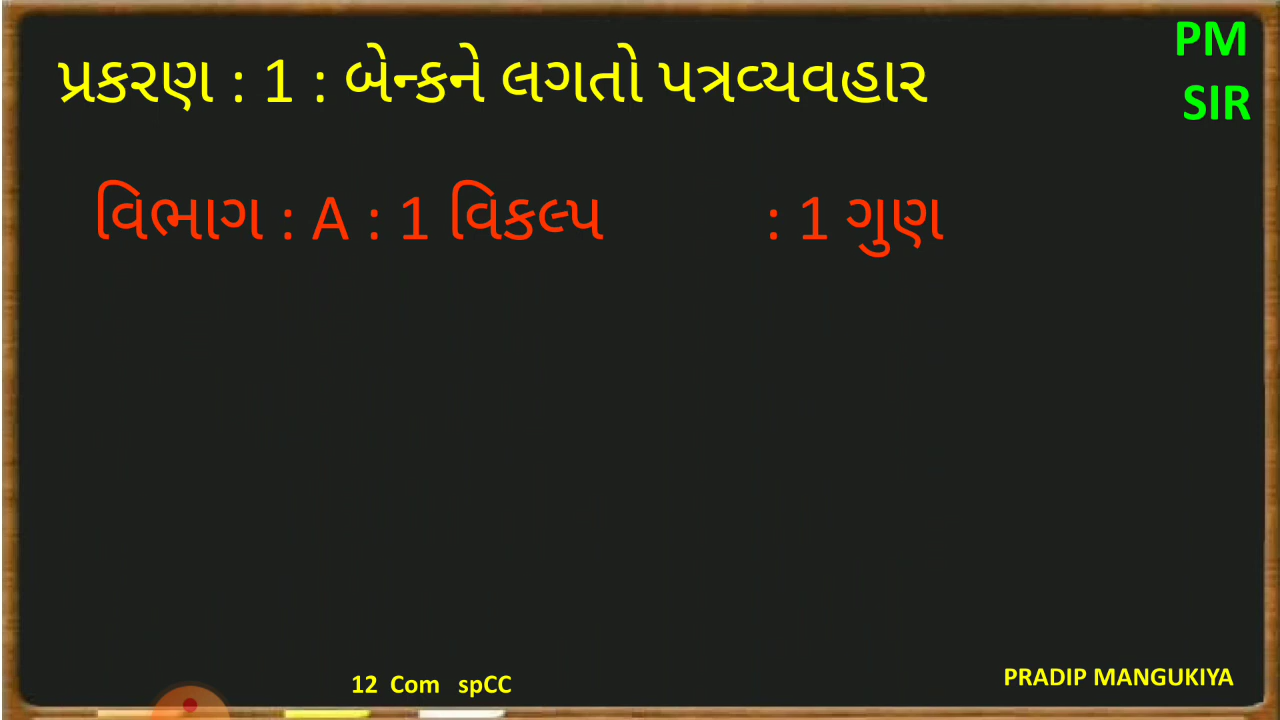 પ્રકરણ : 1 : બેન્કને લગતો પત્રવ્યવહાર
PM
SIR
વિભાગ : A : 1 વિકલ્પ : 1 ગુણ
12 Com spCC
PRADIP MANGUKIYA